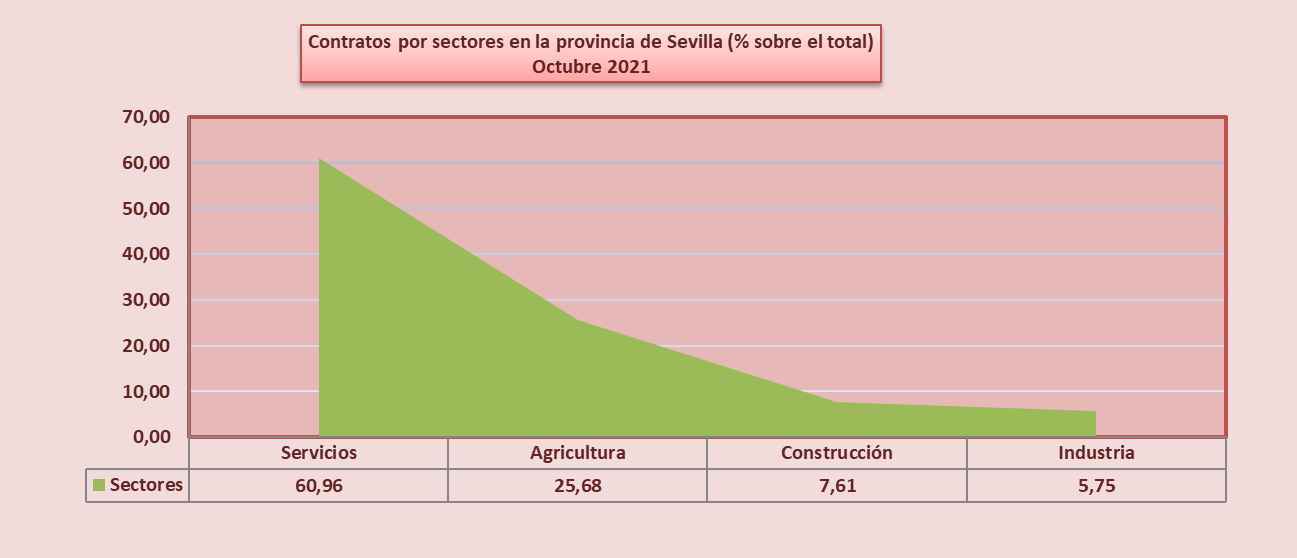 Contratos por sectores en la provincia de Sevilla (% sobre el total)
Octubre 2021
70,00
60,00
50,00
40,00
30,00
20,00
10,00
0,00
Servicios Agricultura Construcción Industria
Sectores 60,96 25,68 7,61 5,75